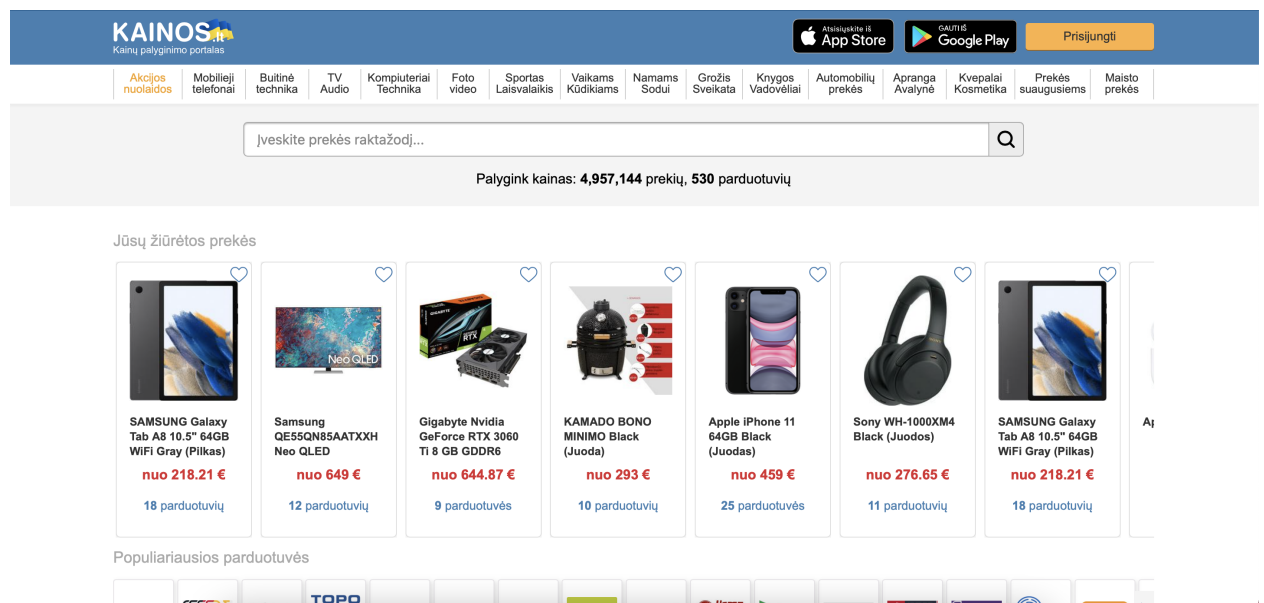 KAINOS.lt
Kainų palyginimo portalas
Atsisiųskite iš
App Store
GAUTI IŠ
Google Play
Prisijungti
Akcijos
nuolaidos
Mobilieji
telefonai
Buitinė
technika
TV
Audio
Kompiuteriai
Technika
Foto
video
Sportas
Laisvalaikis
Vaikams
Kūdikiams
Namams
Sodui
Grožis
Sveikata
Knygos
Vadovėliai
Automobilių
prekės
Apranga
Avalynė
Kvepalai
Kosmetika
Prekės
suaugusiems
Maisto
prekės
Įveskite prekės raktažodį...
Palygink kainas: 4,957,144 prekių, 530 parduotuvių
Jūsų žiūrėtos prekės
SAMSUNG Galaxy
Tab A8 10.5" 64GB
WiFi Gray (Pilkas)
nuo 218.21 €
18 parduotuvių
Neo QLED
Samsung
QE55QN85AATXXH
Neo QLED
nuo 649 €
12 parduotuvių
GIGABYTE
RTX
Gigabyte Nvidia
GeForce RTX 3060
Ti 8 GB GDDR6
nuo 644.87 €
9 parduotuvės
KAMADO BONO
MINIMO Black
(Juoda)
nuo 293 €
10 parduotuvių
Apple iPhone 11
64GB Black
(Juodas)
nuo 459 €
25 parduotuvės
Sony WH-1000XM4
Black (Juodos)
nuo 276.65 €
11 parduotuvių
SAMSUNG Galaxy
Tab A8 10.5" 64GB
WiFi Gray (Pilkas)
nuo 218.21 €
18 parduotuvių
Populiariausios parduotuvės
TOPO